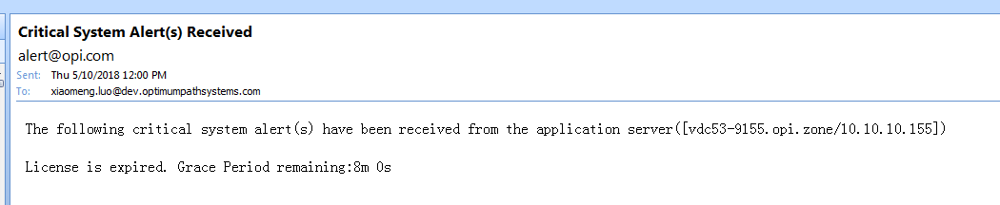 Critical System Alert(s) Received
alert@opi.com
Sent: Thu 5/10/2018 12:00 PM
To: xiaomeng.luo@dev.optimumpathsystems.com
The following critical system alert(s) have been received from the application server([vdc53-9155.opi.zone/10.10.10.155])
License is expired. Grace Period remaining:8m 0s